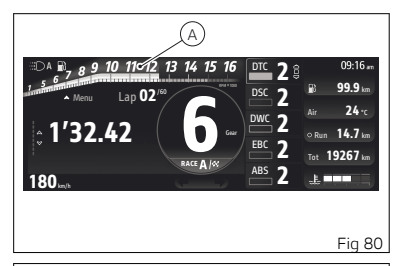 A
A
1 5 6 7 8 9 10 11 12 13 14 15 16
Menu
Lap 02/60
1'32.42
6
Gear
RACE A/
180 km/h
DTC 2
DSC 2
DWC 2
EBC 2
ABS 2
09:16 am
99.9 km
Air 24 °C
Run 14.7 km
Tot 19267 km
Fig 80